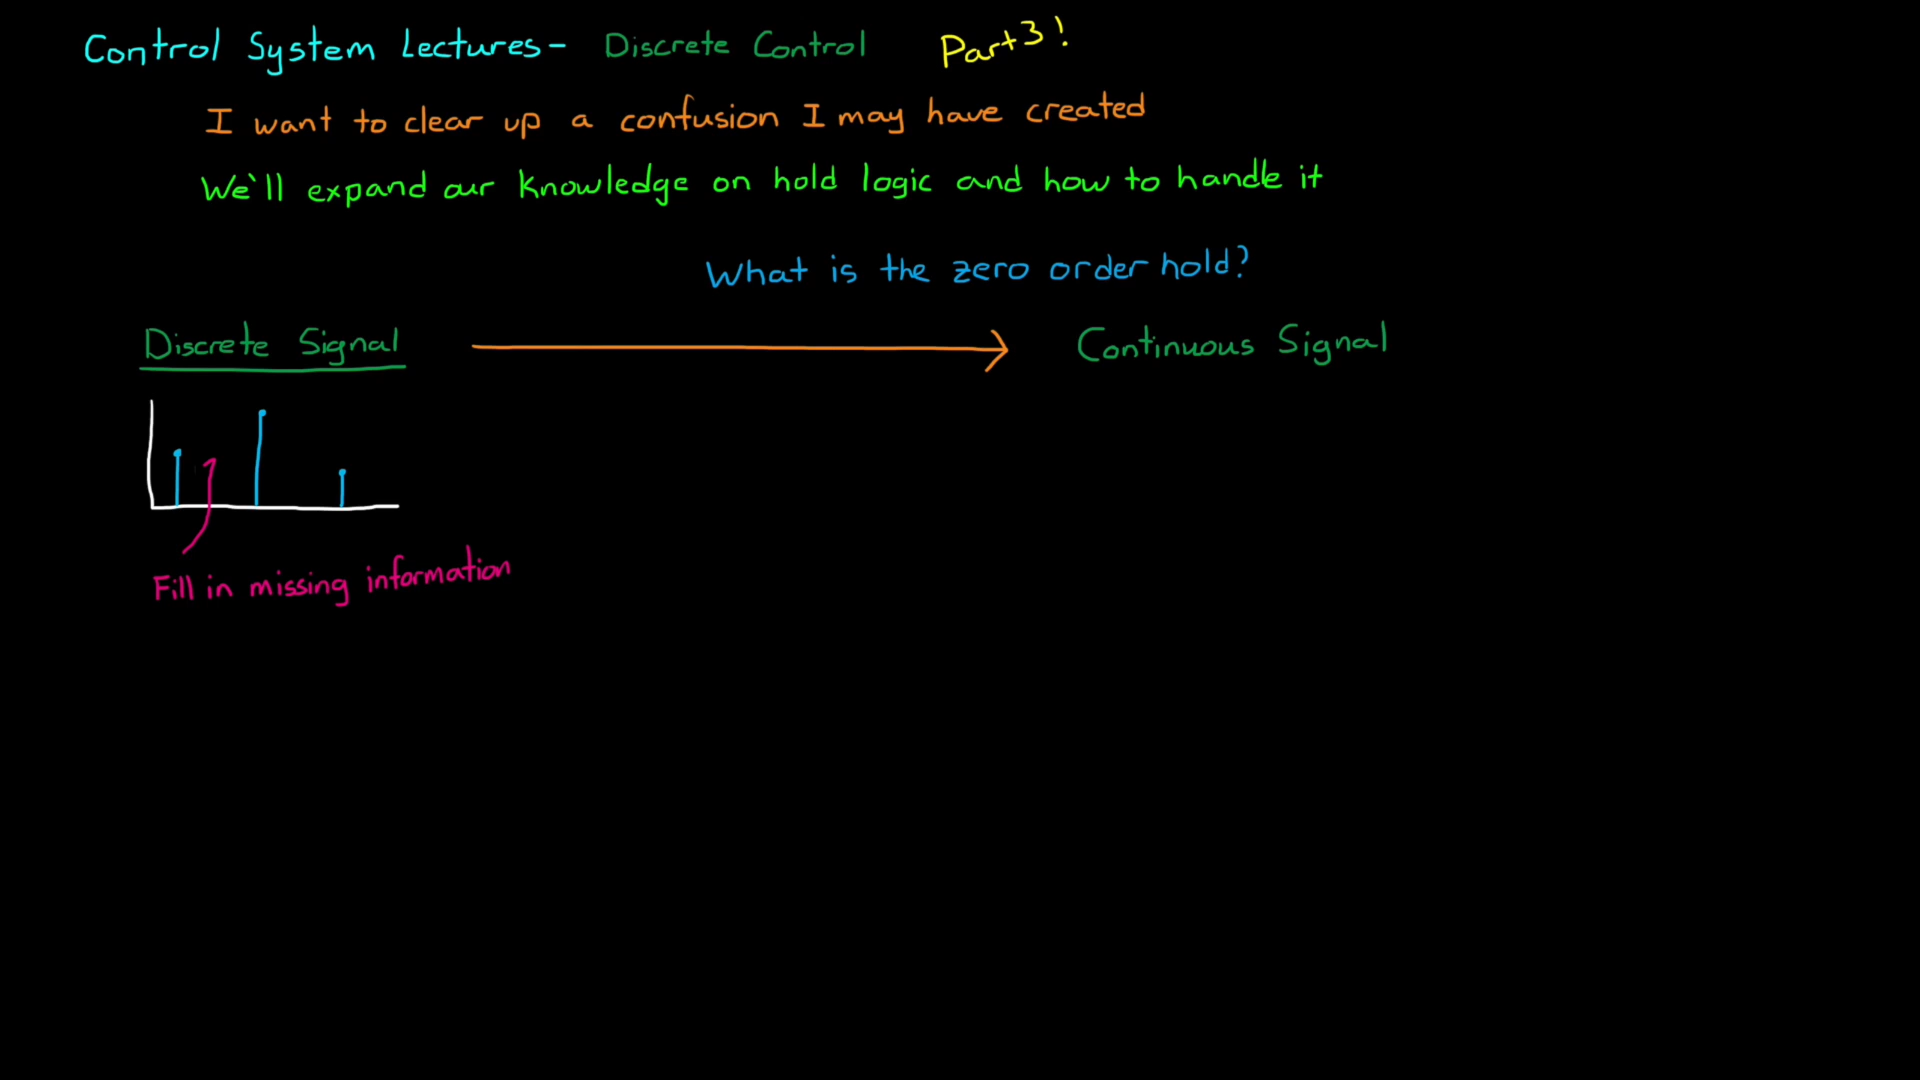 Control System Lectures - Discrete Control Part 3!
I want to clear up a confusion I may have created
We'll expand our knowledge on hold logic and how to handle it
What is the zero order hold?
Discrete Signal
Continuous Signal
Fill in missing information